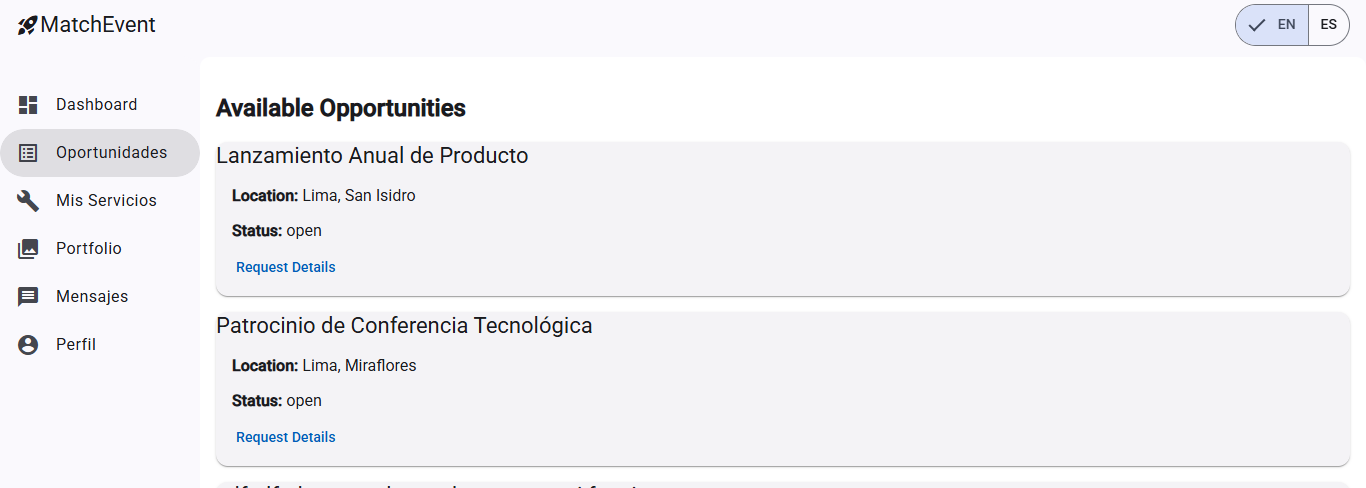 MatchEvent
EN
ES
Dashboard
Oportunidades
Mis Servicios
Portfolio
Mensajes
Perfil
Available Opportunities
Lanzamiento Anual de Producto
Location: Lima, San Isidro
Status: open
Request Details
Patrocinio de Conferencia Tecnológica
Location: Lima, Miraflores
Status: open
Request Details